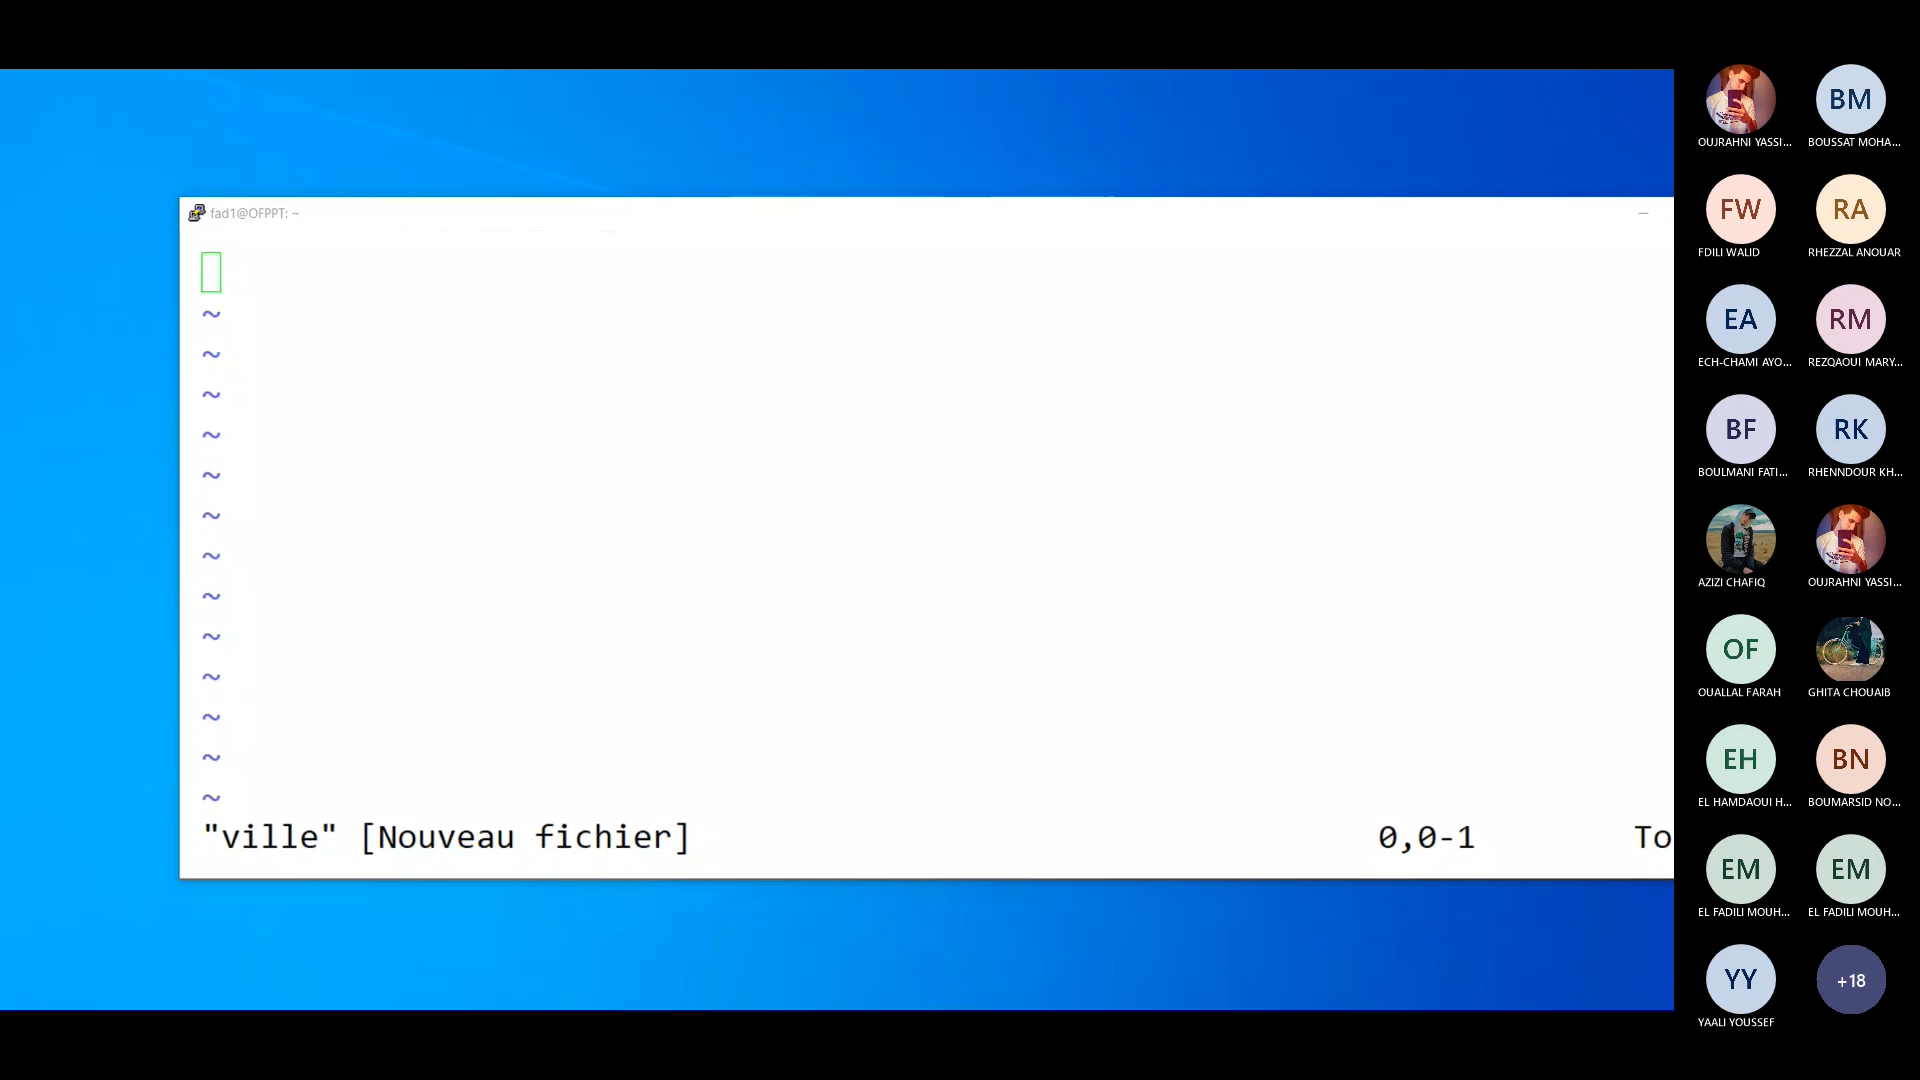 fad1@OFPPT: ~
~
~
~
~
~
~
~
~
~
~
~
~
~
"ville" [Nouveau fichier] 0,0-1 To
OUJRAHNI YASSI...
BM
BOUSSAT MOHA...
FW
FDILI WALID
RA
RHEZZAL ANOUAR
EA
ECH-CHAMI AYO...
RM
REZQAOUI MARY...
BF
BOULMANI FATI...
RK
RHENNDOUR KH...
AZIZI CHAFIQ
OUJRAHNI YASSI...
OF
OUALLAL FARAH
GHITA CHOUAIB
EH
EL HAMDAOUI H...
BN
BOUMARSID NO...
EM
EL FADILI MOUH...
EM
EL FADILI MOUH...
YY
YAALI YOUSSEF
+18